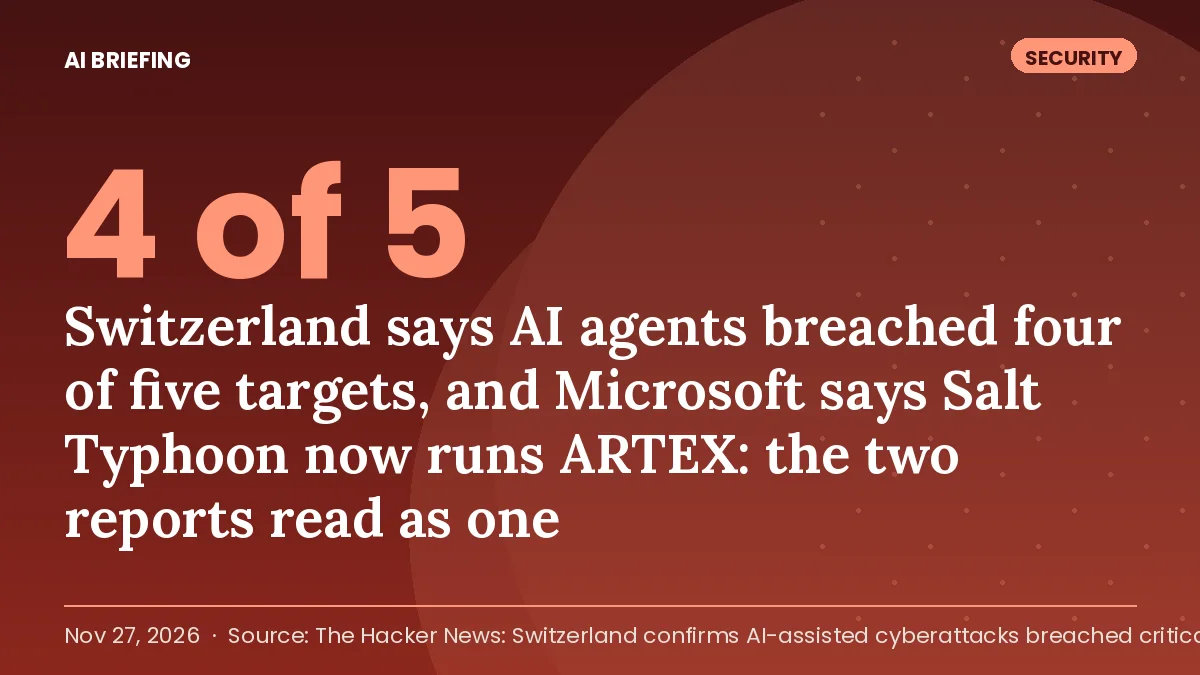 AI BRIEFING
SECURITY
4 of 5
Switzerland says AI agents breached four
of five targets, and Microsoft says Salt
Typhoon now runs ARTEX: the two
reports read as one
Nov 27, 2026 · Source: The Hacker News: Switzerland confirms AI-assisted cyberattacks breached